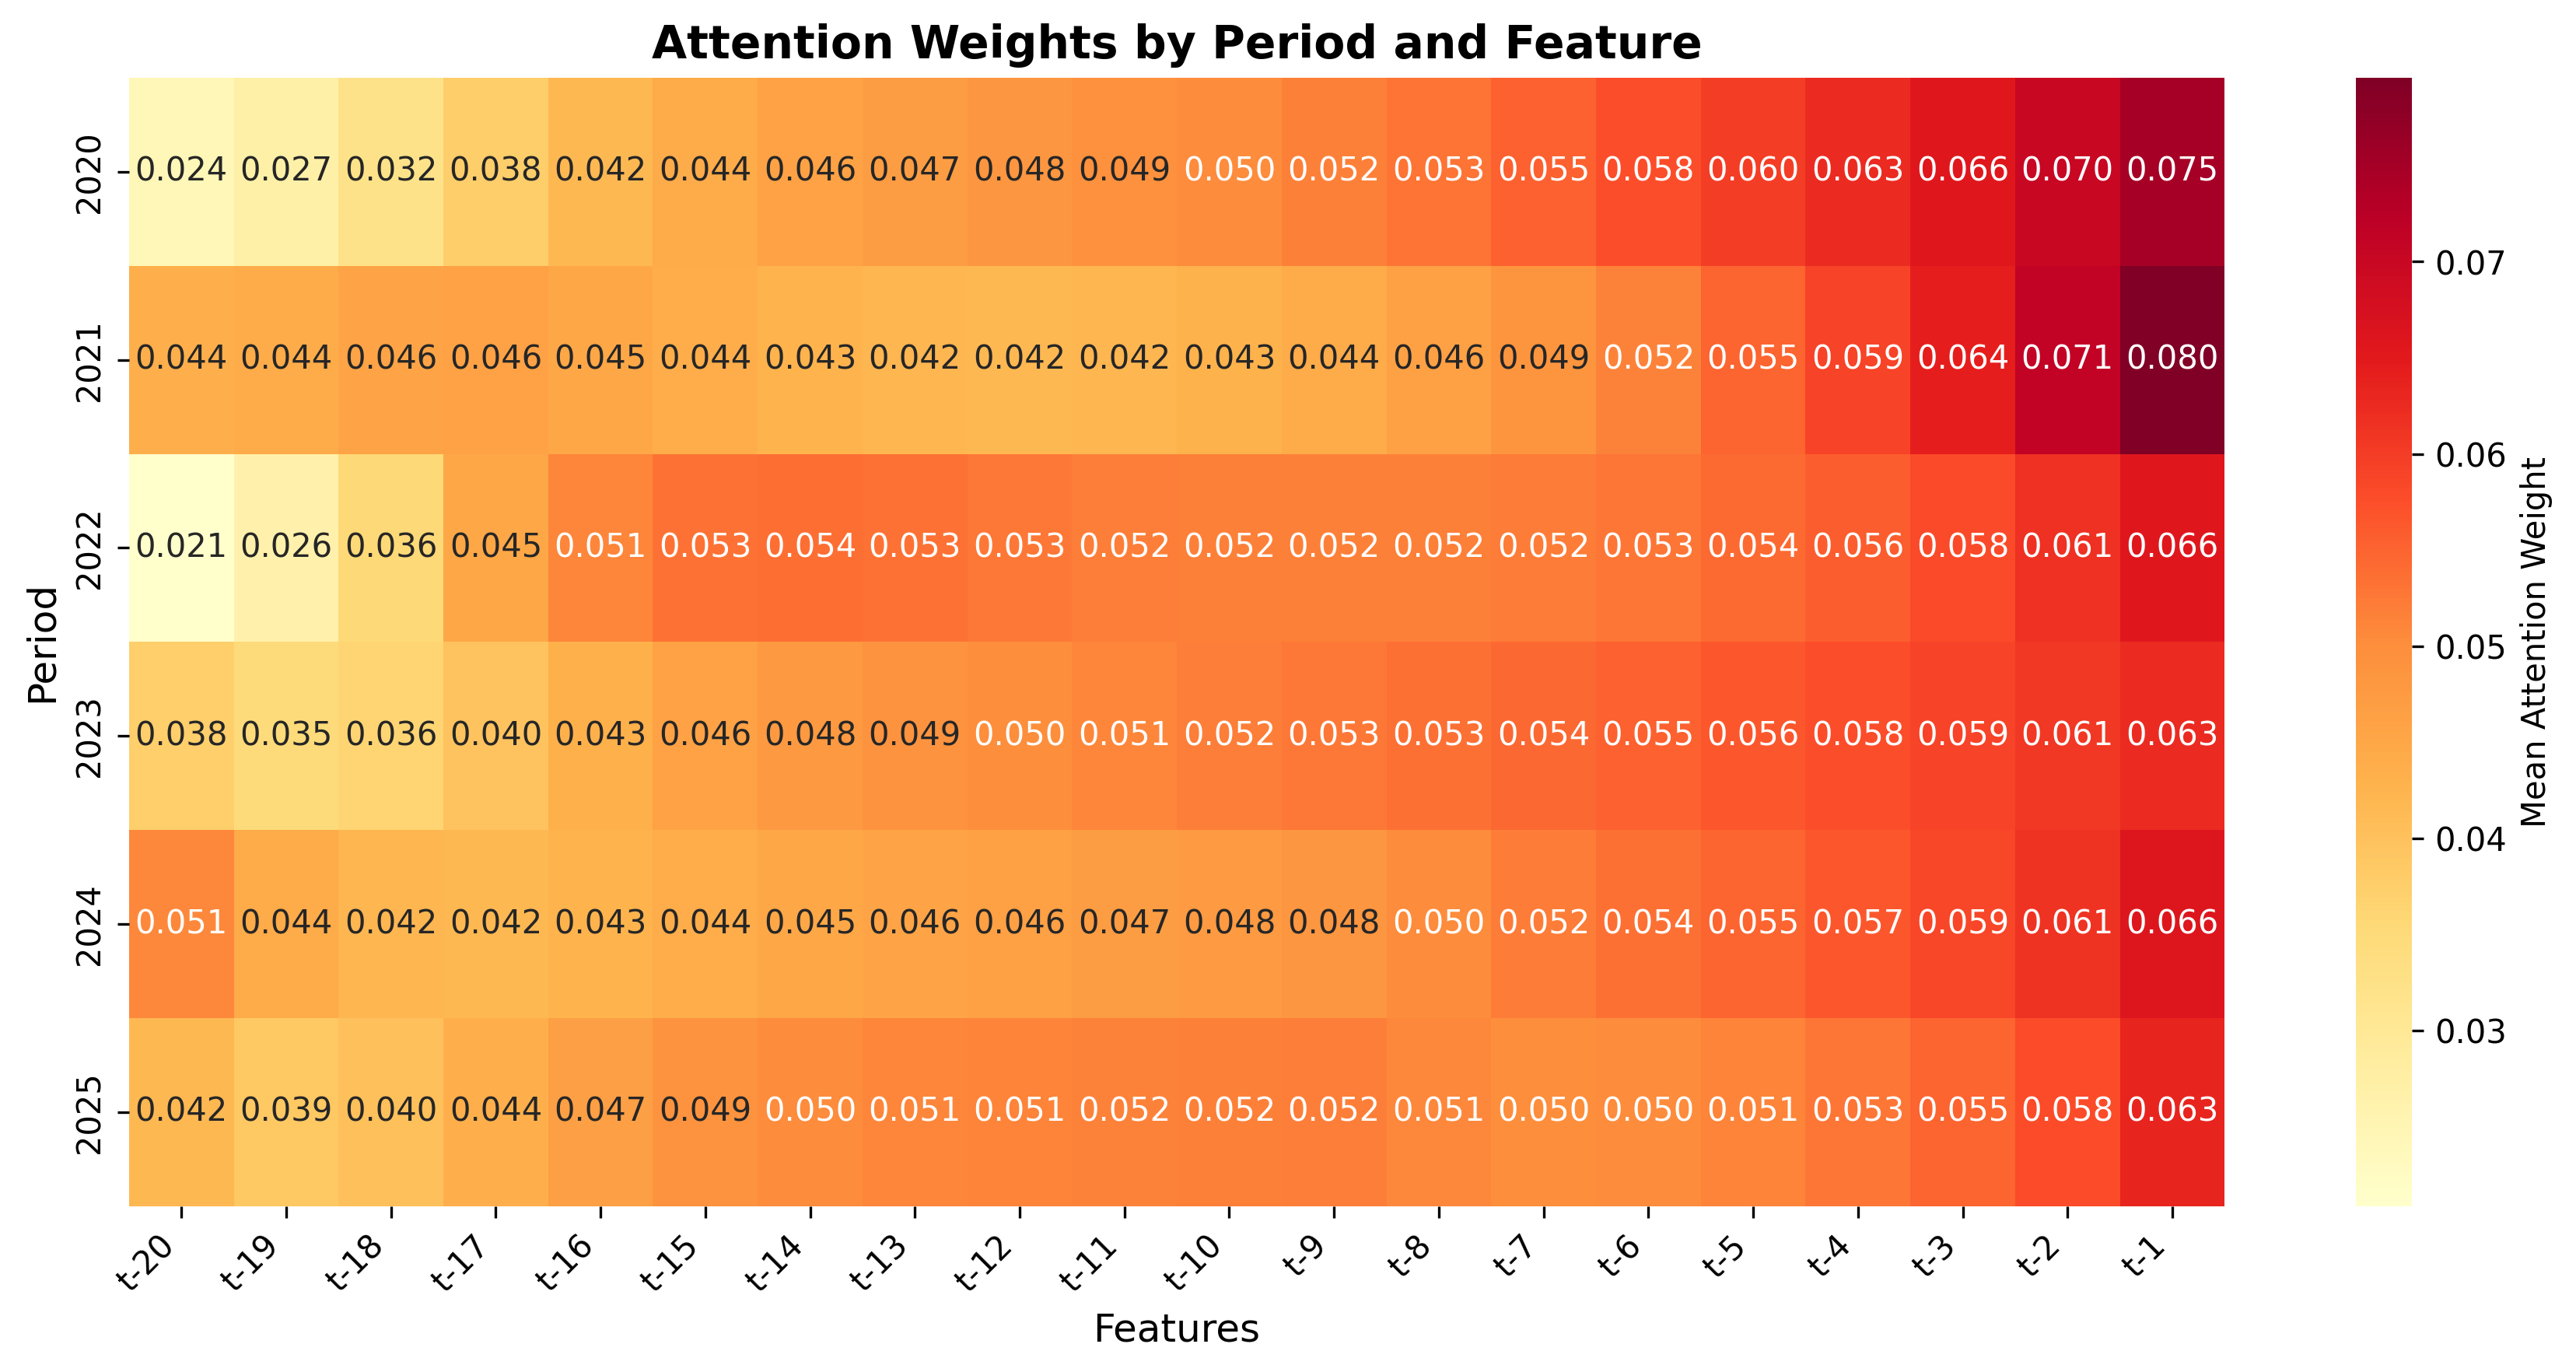 Attention Weights by Period and Feature
Period
2020 0.024 0.027 0.032 0.038 0.042 0.044 0.046 0.047 0.048 0.049 0.050 0.052 0.053 0.055 0.058 0.060 0.063 0.066 0.070 0.075
2021 0.044 0.044 0.046 0.046 0.045 0.044 0.043 0.042 0.042 0.042 0.043 0.044 0.046 0.049 0.052 0.055 0.059 0.064 0.071 0.080
2022 0.021 0.026 0.036 0.045 0.051 0.053 0.054 0.053 0.053 0.052 0.052 0.052 0.052 0.052 0.053 0.054 0.056 0.058 0.061 0.066
2023 0.038 0.035 0.036 0.040 0.043 0.046 0.048 0.049 0.050 0.051 0.052 0.053 0.053 0.054 0.055 0.056 0.058 0.059 0.061 0.063
2024 0.051 0.044 0.042 0.042 0.043 0.044 0.045 0.046 0.046 0.047 0.048 0.048 0.050 0.052 0.054 0.055 0.057 0.059 0.061 0.066
2025 0.042 0.039 0.040 0.044 0.047 0.049 0.050 0.051 0.051 0.052 0.052 0.052 0.051 0.050 0.050 0.051 0.053 0.055 0.058 0.063
t-20 t-19 t-18 t-17 t-16 t-15 t-14 t-13 t-12 t-11 t-10 t-9 t-8 t-7 t-6 t-5 t-4 t-3 t-2 t-1
Features
0.07
0.06
0.05
0.04
0.03
Mean Attention Weight